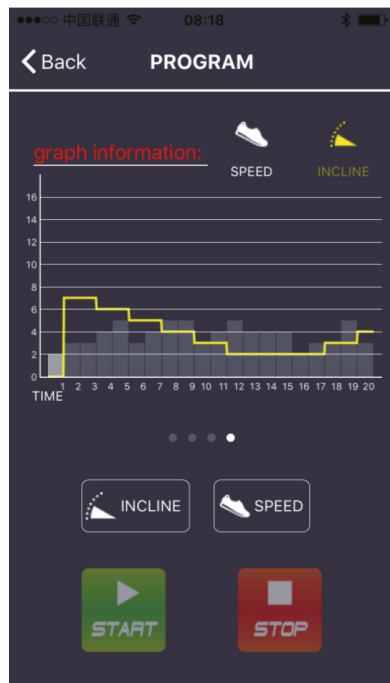 中国联通 08:18
Back PROGRAM
graph information:
SPEED INCLINE
16
14
12
10
8
6
4
2
0
1 2 3 4 5 6 7 8 9 10 11 12 13 14 15 16 17 18 19 20
TIME
INCLINE SPEED
START STOP